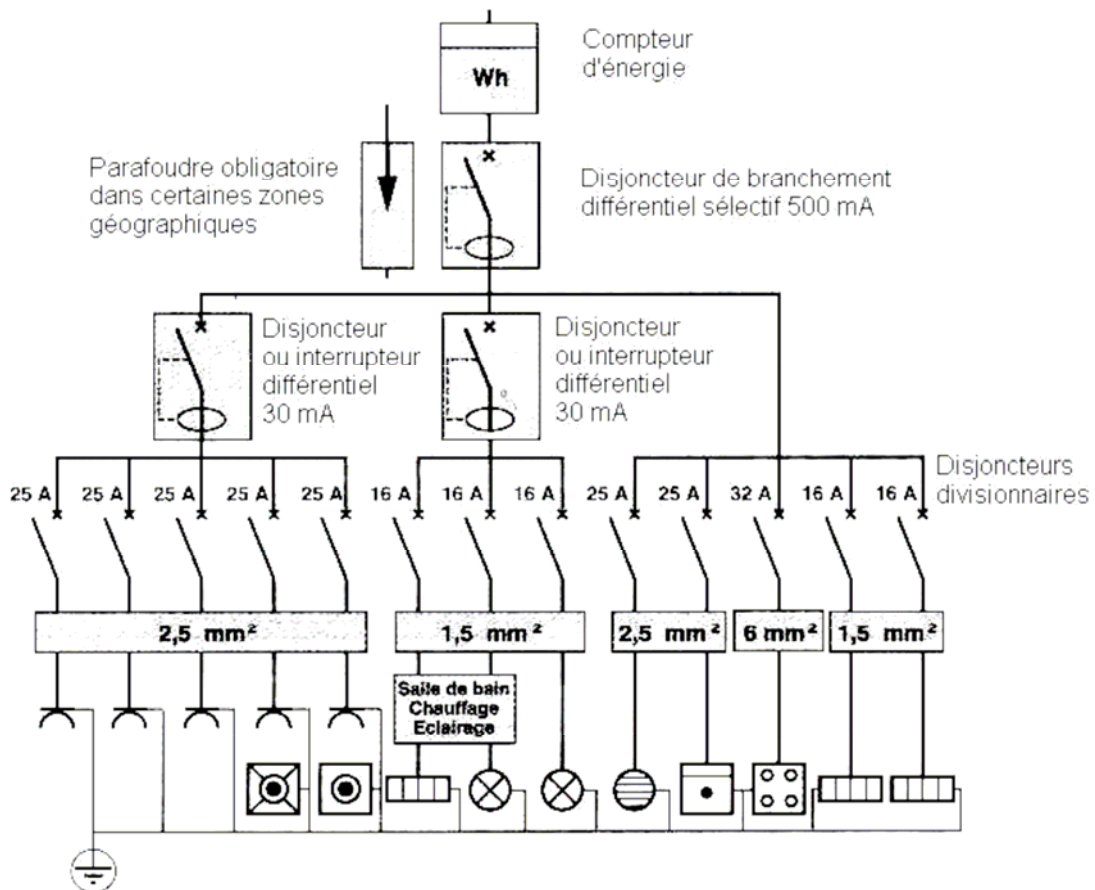 Compteur
d'énergie
Wh
Parafoudre obligatoire
dans certaines zones
géographiques
Disjoncteur de branchement
différentiel sélectif 500 mA
Disjoncteur
ou interrupteur
différentiel
30 mA
Disjoncteur
ou interrupteur
différentiel
30 mA
Disjoncteurs
divisionnaires
25 A 25 A 25 A 25 A 25 A 16 A 16 A 16 A 25 A 25 A 32 A 16 A 16 A
2,5 mm² 1,5 mm² 2,5 mm² 6 mm² 1,5 mm²
Salle de bain
Chauffage
Eclairage